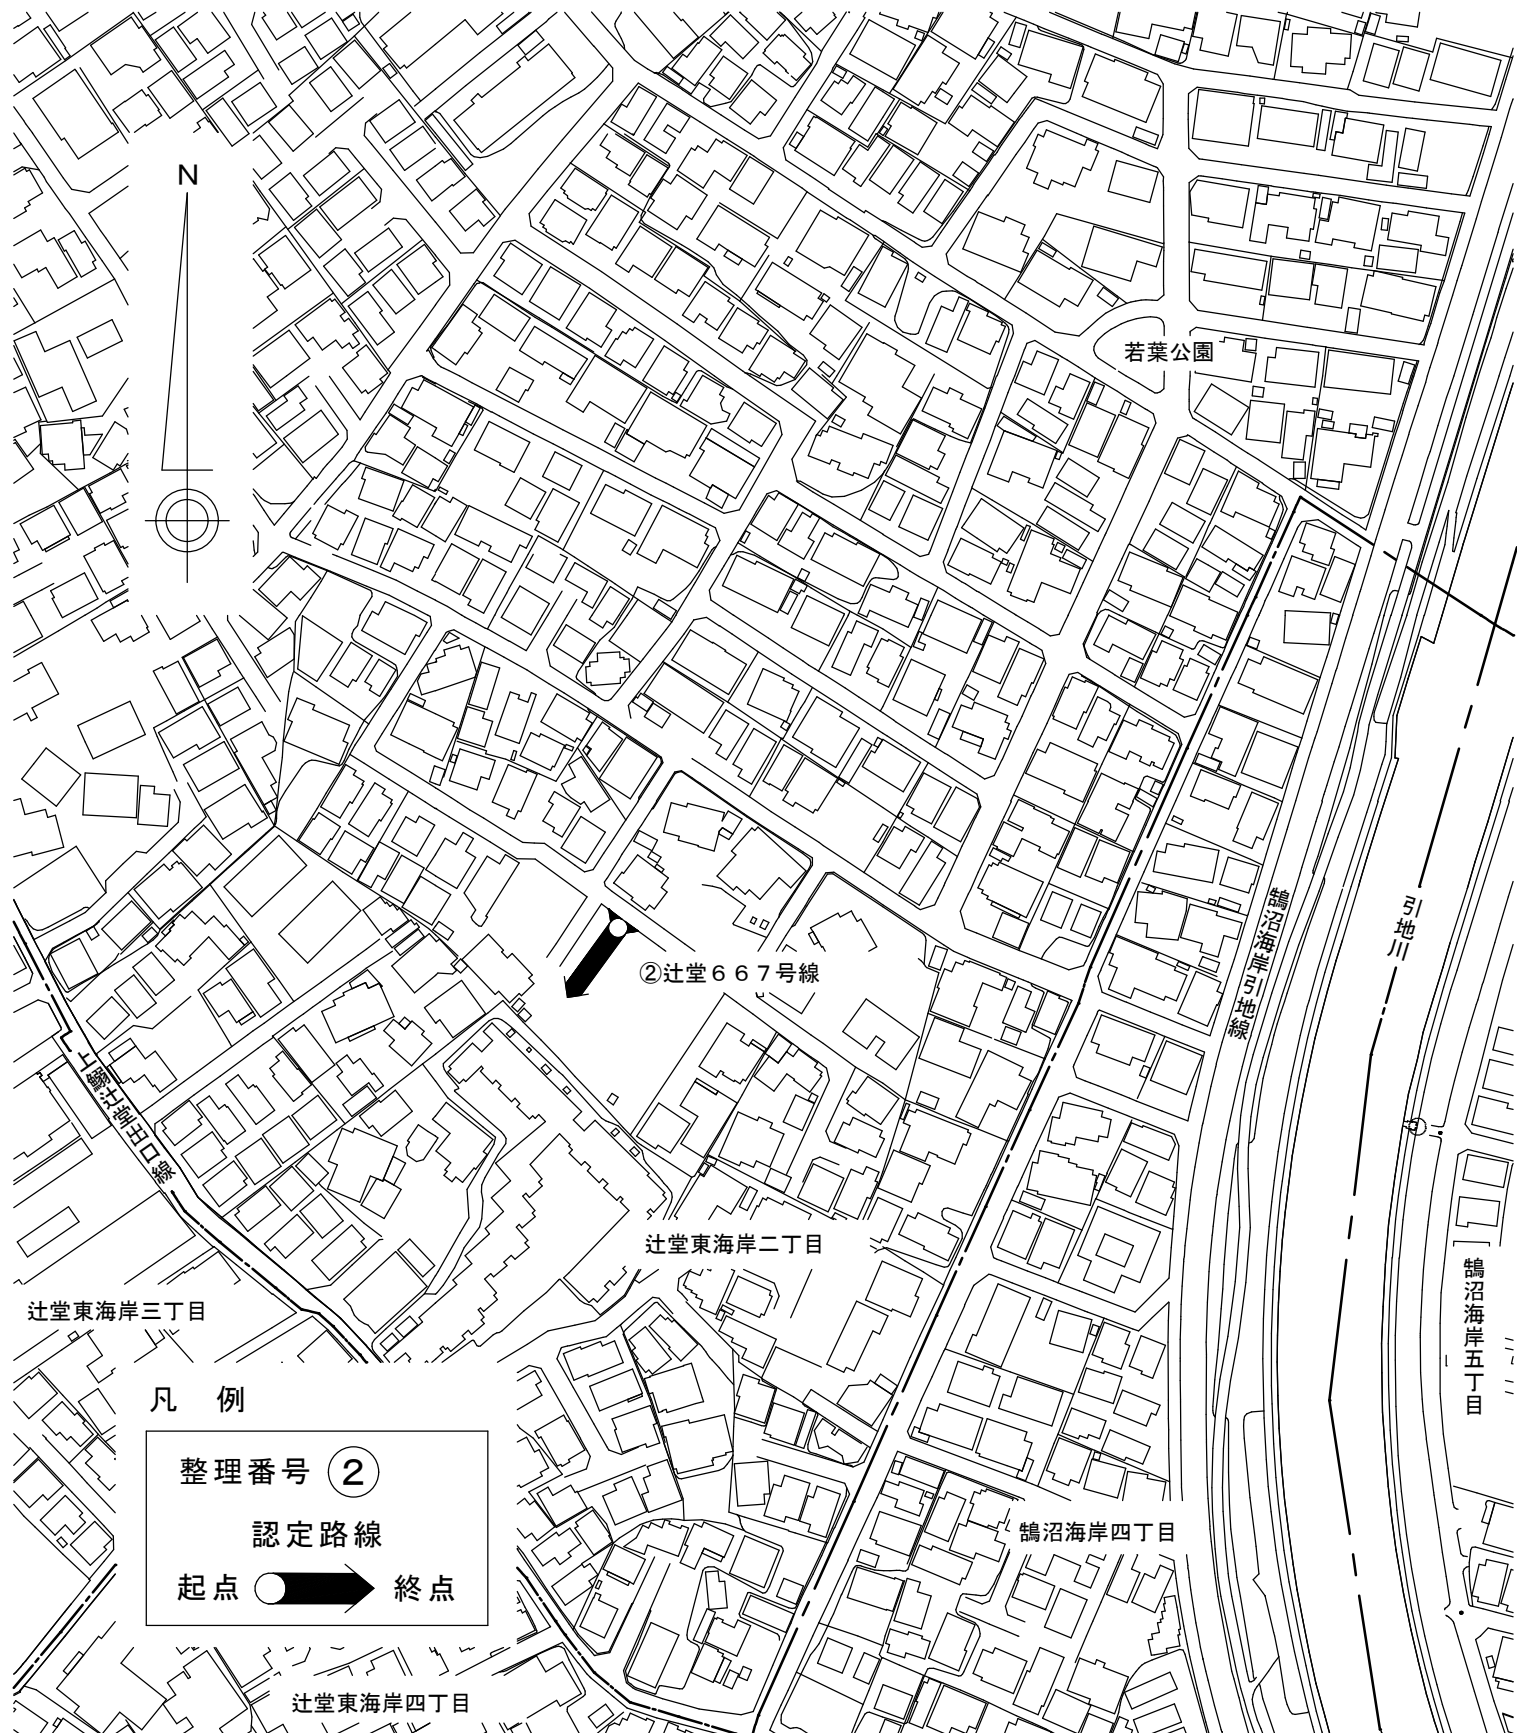 N
若葉公園
鵠沼海岸引地線
引地川
②辻堂６６７号線
上鰯辻堂出口線
辻堂東海岸二丁目
辻堂東海岸三丁目
鵠沼海岸五丁目
凡 例
整理番号 ②
認定路線
起点 終点
鵠沼海岸四丁目
辻堂東海岸四丁目